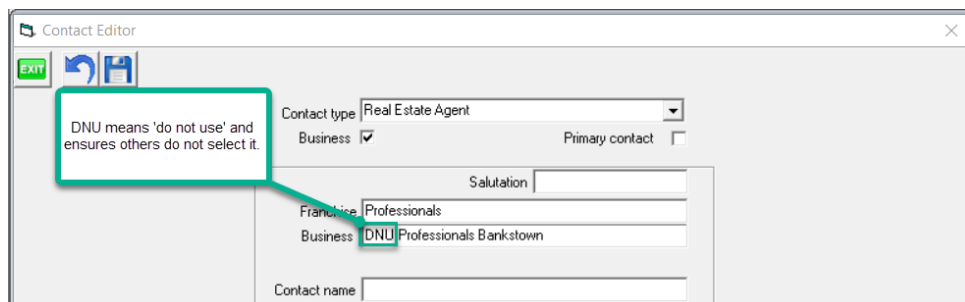 Contact Editor
EXIT
DNU means 'do not use' and
ensures others do not select it.
Contact type Real Estate Agent
Business Primary contact
Salutation
Franchise Professionals
Business DNU Professionals Bankstown
Contact name